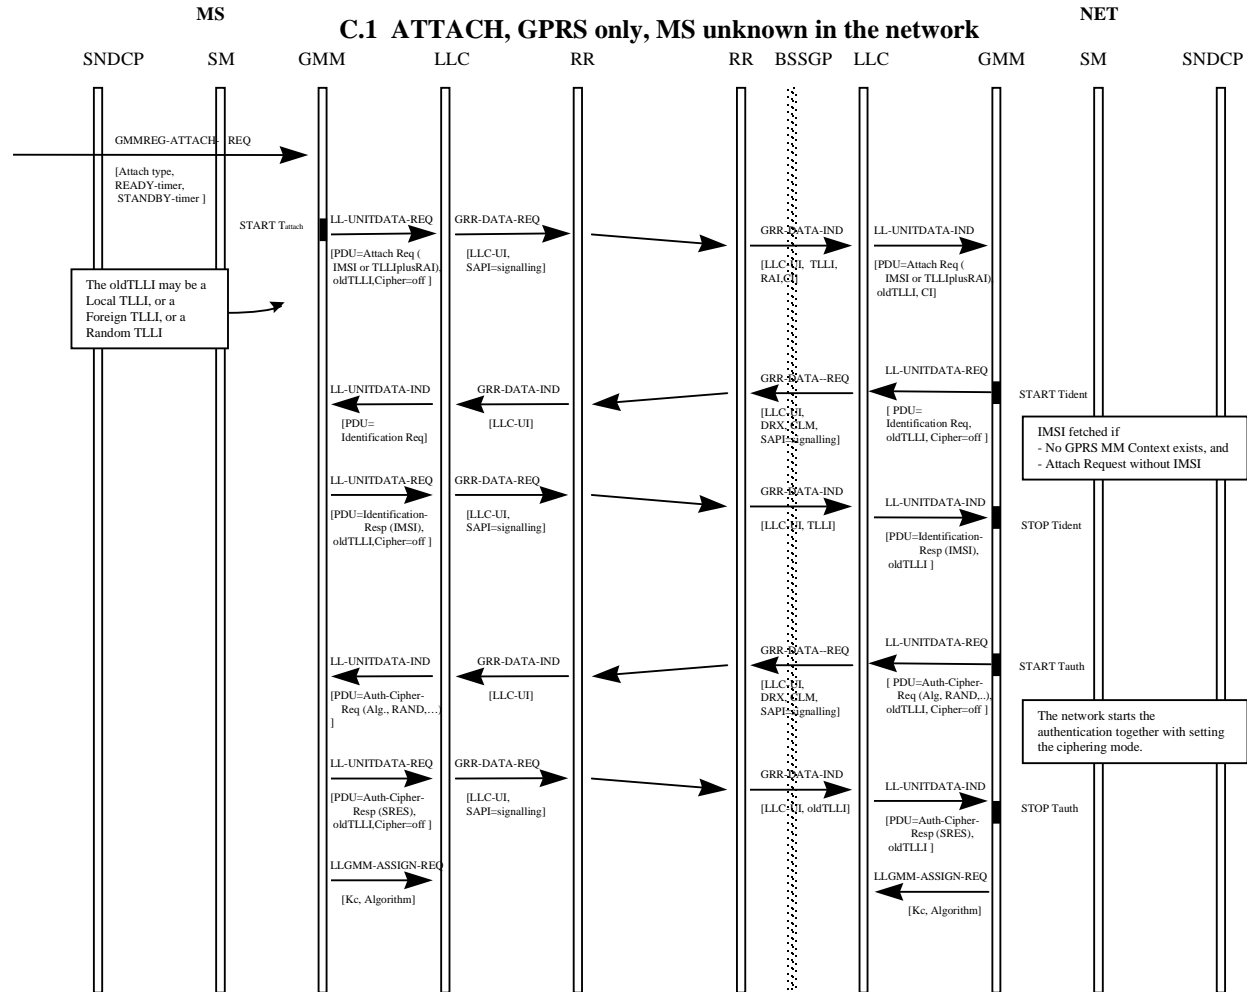 MS
NET
C.1 ATTACH, GPRS only, MS unknown in the network
SNDCP
SM
GMM
LLC
RR
RR
BSSGP
LLC
GMM
SM
SNDCP
GMMREG-ATTACH- REQ
[Attach type,
READY-timer,
STANDBY-timer ]
START Tattach
LL-UNITDATA-REQ
[PDU=Attach Req (
IMSI or TLLIplusRAI),
oldTLLI,Cipher=off ]
GRR-DATA-REQ
[LLC-UI,
SAPI=signalling]
GRR-DATA-IND
[LLC-UI, TLLI,
RAI,CI]
LL-UNITDATA-IND
[PDU=Attach Req (
IMSI or TLLIplusRAI)
oldTLLI, CI]
The oldTLLI may be a
Local TLLI, or a
Foreign TLLI, or a
Random TLLI
LL-UNITDATA-IND
[PDU=
Identification Req]
GRR-DATA-IND
[LLC-UI]
GRR-DATA--REQ
[LLC-UI,
DRX, CLM,
SAPI=signalling]
LL-UNITDATA-REQ
[ PDU=
Identification Req,
oldTLLI, Cipher=off ]
START Tident
IMSI fetched if
- No GPRS MM Context exists, and
- Attach Request without IMSI
LL-UNITDATA-REQ
[PDU=Identification-
Resp (IMSI),
oldTLLI,Cipher=off ]
GRR-DATA-REQ
[LLC-UI,
SAPI=signalling]
GRR-DATA-IND
[LLC-UI, TLLI]
LL-UNITDATA-IND
[PDU=Identification-
Resp (IMSI),
oldTLLI ]
STOP Tident
LL-UNITDATA-IND
[PDU=Auth-Cipher-
Req (Alg., RAND,…)
]
GRR-DATA-IND
[LLC-UI]
GRR-DATA--REQ
[LLC-UI,
DRX, CLM,
SAPI=signalling]
LL-UNITDATA-REQ
[ PDU=Auth-Cipher-
Req (Alg, RAND,..),
oldTLLI, Cipher=off ]
START Tauth
The network starts the
authentication together with setting
the ciphering mode.
LL-UNITDATA-REQ
[PDU=Auth-Cipher-
Resp (SRES),
oldTLLI,Cipher=off ]
GRR-DATA-REQ
[LLC-UI,
SAPI=signalling]
GRR-DATA-IND
[LLC-UI, oldTLLI]
LL-UNITDATA-IND
[PDU=Auth-Cipher-
Resp (SRES),
oldTLLI ]
STOP Tauth
LLGMM-ASSIGN-REQ
[Kc, Algorithm]
LLGMM-ASSIGN-REQ
[Kc, Algorithm]